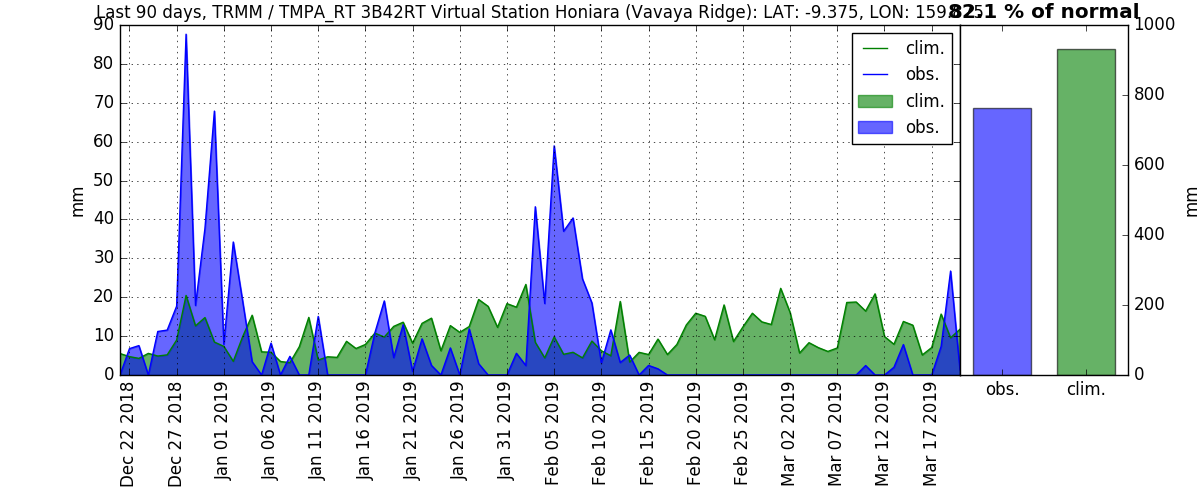 Last 90 days, TRMM / TMPA_RT 3B42RT Virtual Station Honiara (Vavaya Ridge): LAT: -9.375, LON: 159.875
82.1 % of normal
90
80
70
60
50
40
30
20
10
0
mm
clim.
obs.
clim.
obs.
1000
800
600
400
200
0
mm
obs.
clim.
Dec 22 2018
Dec 27 2018
Jan 01 2019
Jan 06 2019
Jan 11 2019
Jan 16 2019
Jan 21 2019
Jan 26 2019
Jan 31 2019
Feb 05 2019
Feb 10 2019
Feb 15 2019
Feb 20 2019
Feb 25 2019
Mar 02 2019
Mar 07 2019
Mar 12 2019
Mar 17 2019